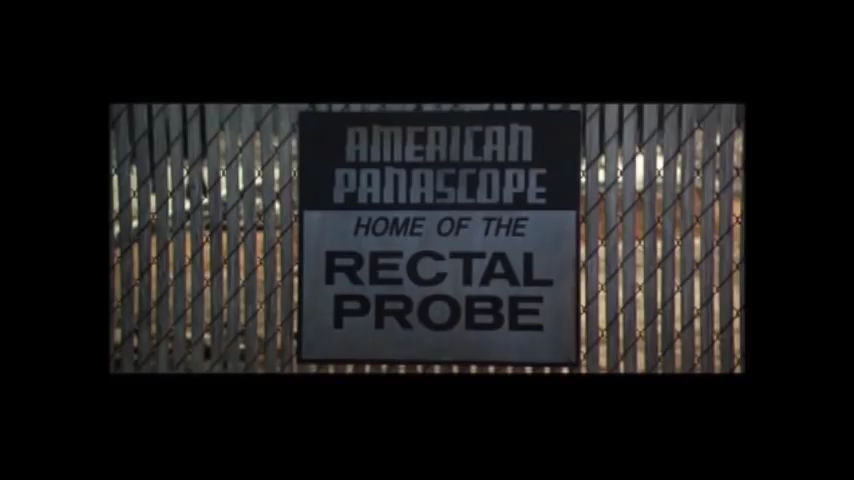 AMERICAN
PANASCOPE
HOME OF THE
RECTAL
PROBE